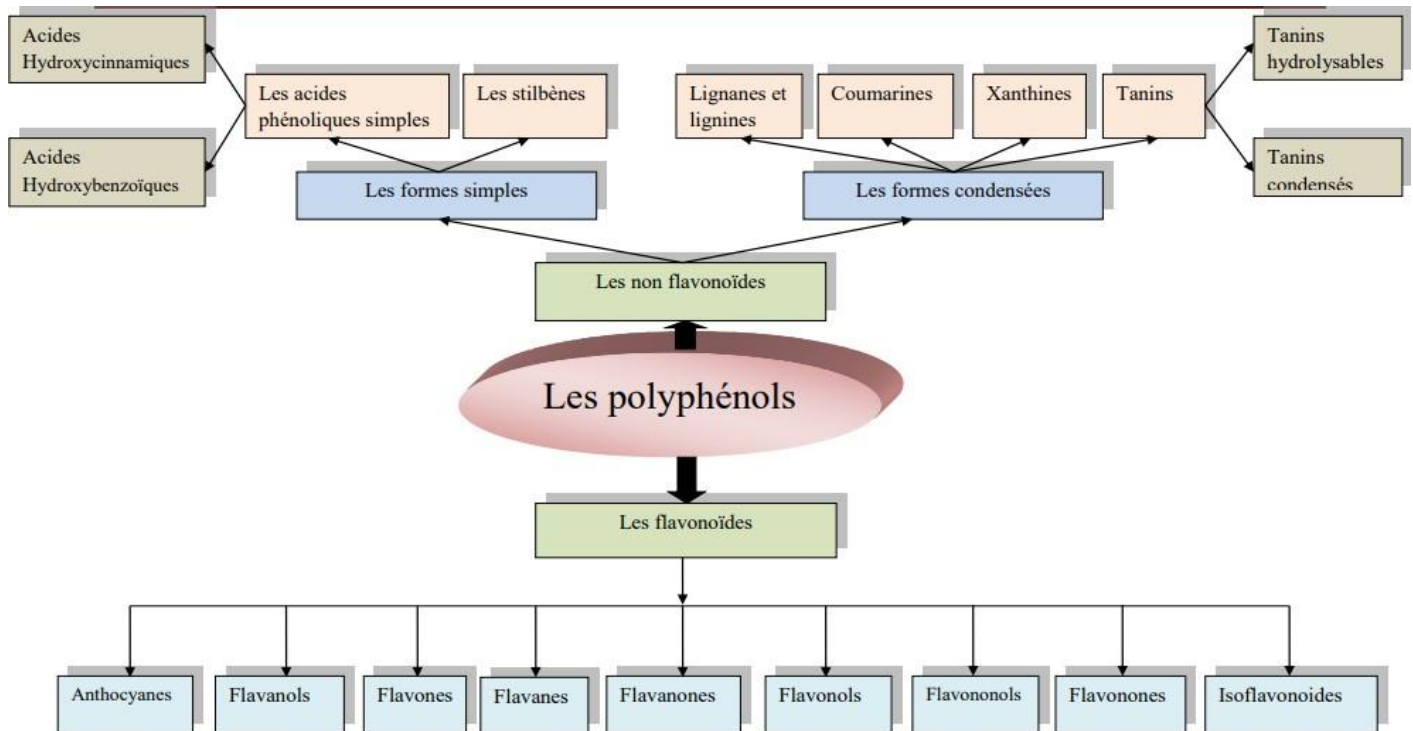 Acides
Hydroxycinnamiques
Tanins
hydrolysables
Les acides
phénoliques simples
Les stilbènes
Lignanes et
lignines
Coumarines
Xanthines
Tanins
Acides
Hydroxybenzoïques
Tanins
condensés
Les formes simples
Les formes condensées
Les non flavonoïdes
Les polyphénols
Les flavonoïdes
Anthocyanes
Flavanols
Flavones
Flavanes
Flavanones
Flavonols
Flavononols
Flavonones
Isoflavonoides